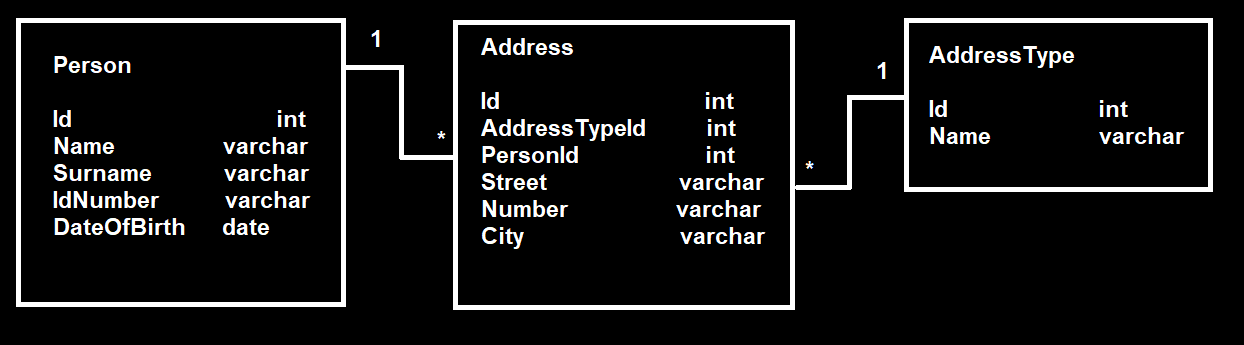 Person
Id int
Name varchar
Surname varchar
IdNumber varchar
DateOfBirth date
1
*
Address
Id int
AddressTypeId int
PersonId int
Street varchar
Number varchar
City varchar
1
*
AddressType
Id int
Name varchar